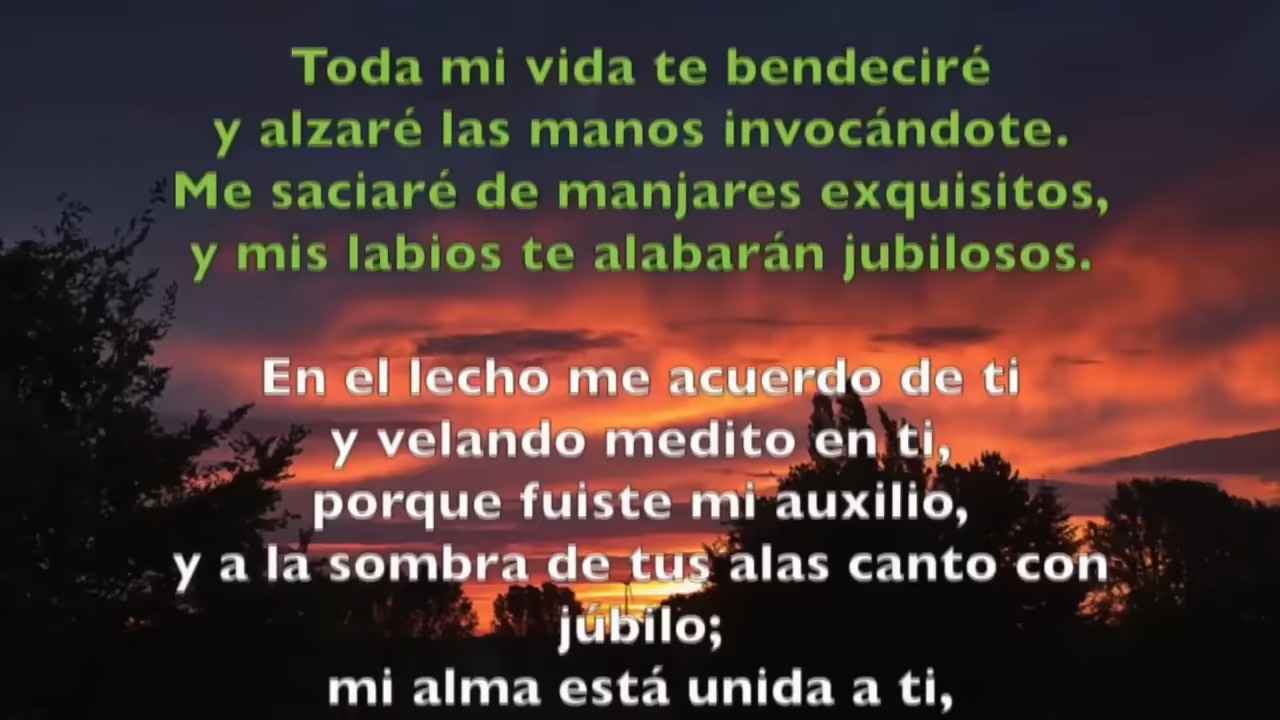 Toda mi vida te bendeciré
y alzaré las manos invocándote.
Me saciaré de manjares exquisitos,
y mis labios te alabarán jubilosos.
En el lecho me acuerdo de ti
y velando medito en ti,
porque fuiste mi auxilio,
y a la sombra de tus alas canto con
júbilo;
mi alma está unida a ti,